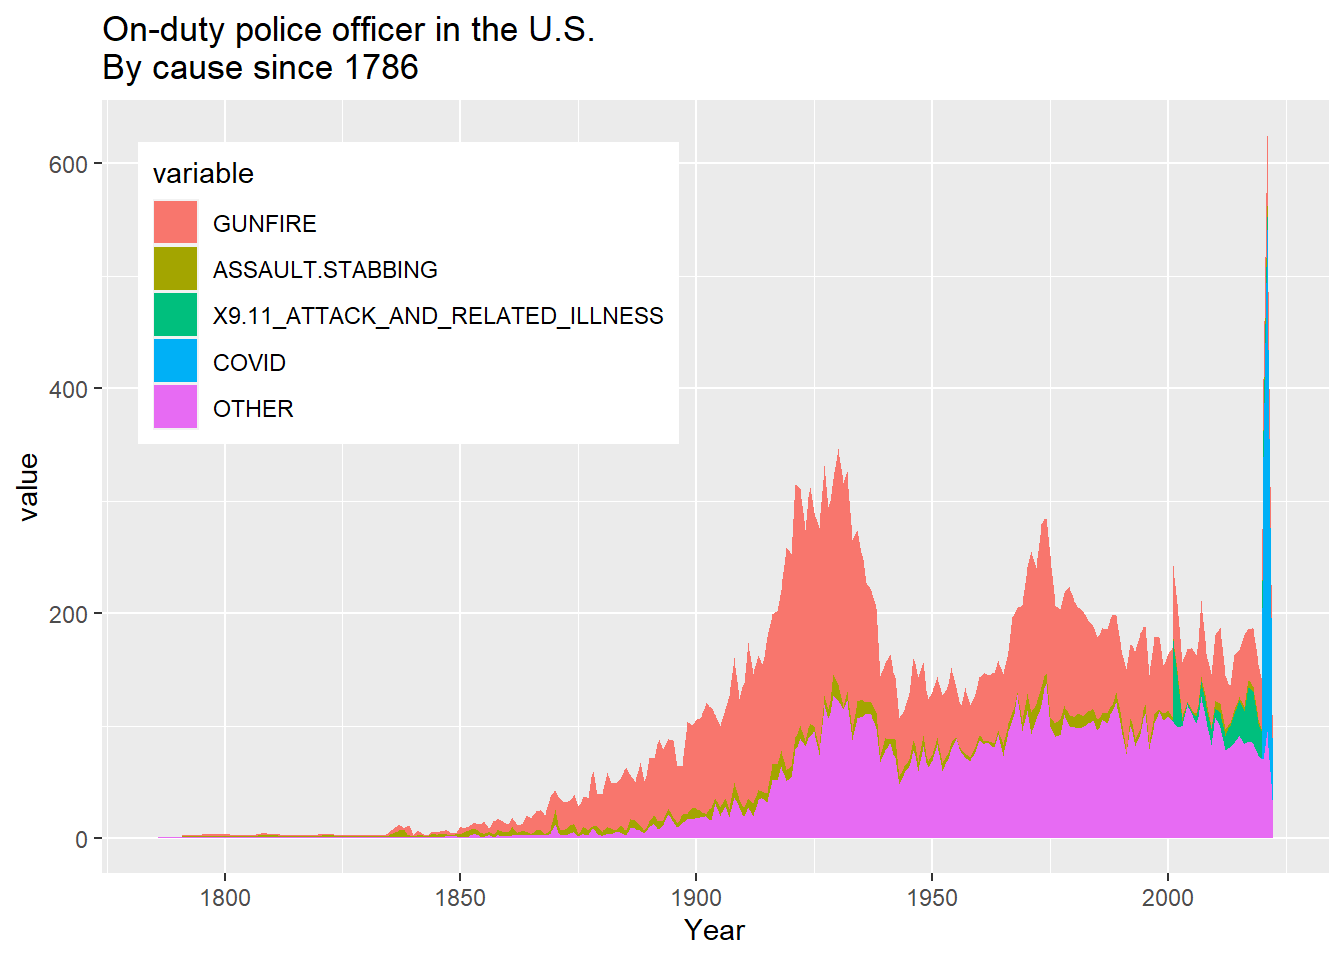 On-duty police officer in the U.S.
By cause since 1786
variable
GUNFIRE
ASSAULT.STABBING
X9.11_ATTACK_AND_RELATED_ILLNESS
COVID
OTHER
600
400
200
0
value
1800
1850
1900
1950
2000
Year